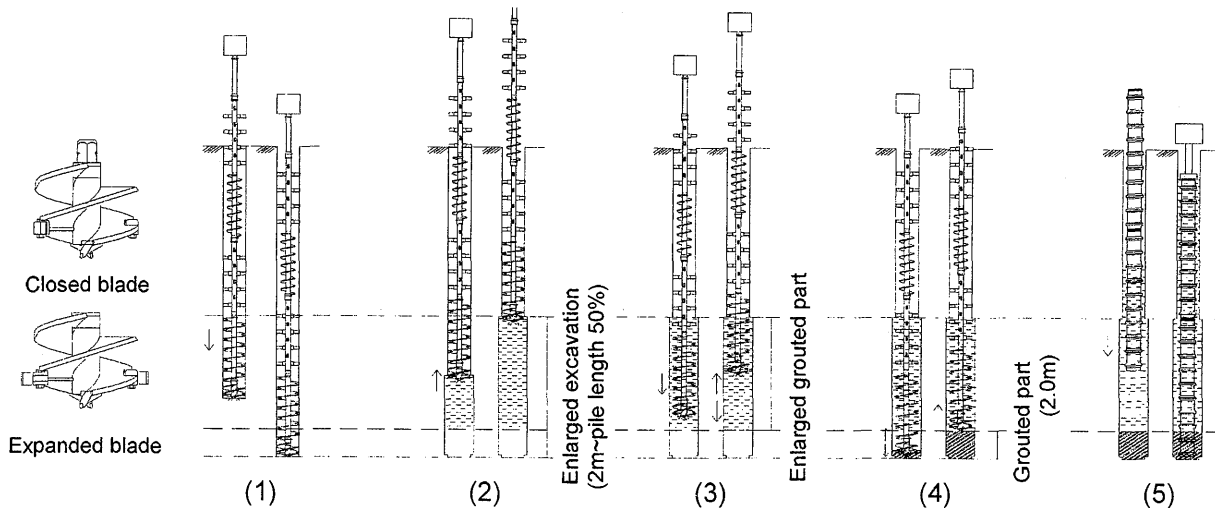 Closed blade
Expanded blade
(1)
(2)
Enlarged excavation
(2m~pile length 50%)
(3)
Enlarged grouted part
(4)
Grouted part
(2.0m)
(5)